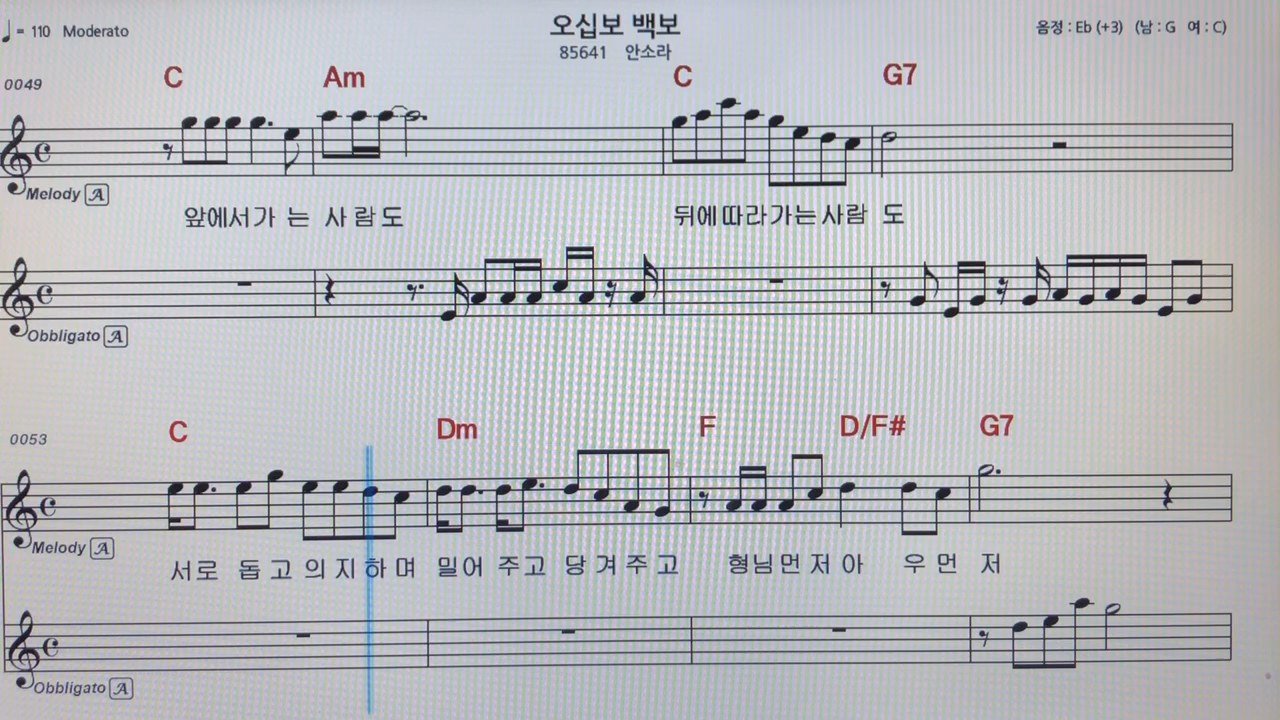 ♩= 110 Moderato
오십보 백보
음정 : Eb (+3) (남 : G 여 : C)
85641 안소라
0049
C Am C G7
Melody A
앞에서가 는 사람도 뒤에따라가는사람 도
Obbligato A
0053
C Dm F D/F# G7
Melody A
서로 돕고의지하며 밀어 주고 당겨주고 형님먼저아 우먼 저
Obbligato A